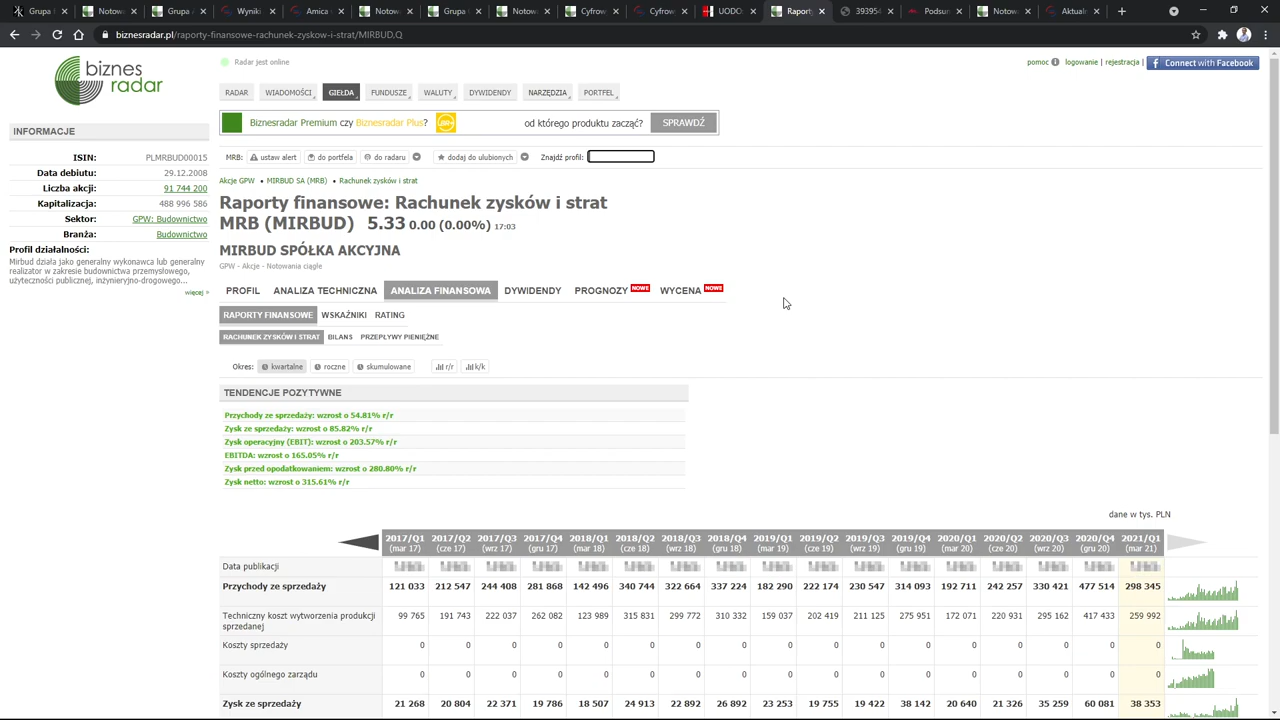 Cyfrow
UODO
Raporty
393954
Podsum
Notow
Aktualn
Cyfrow
biznesradar.pl/raporty-finansowe-rachunek-zyskow-i-strat/MIRBUD,Q
biznes
radar
Radar jest online
pomoc
logowanie | rejestracja |
Connect with Facebook
RADAR WIADOMOŚCI GIEŁDA FUNDUSZE WALUTY DYWIDENDY NARZĘDZIA PORTFEL
Biznesradar Premium czy Biznesradar Plus? od którego produktu zacząć? SPRAWDŹ
INFORMACJE
ISIN: PLMRBUD00015
Data debiutu: 29.12.2008
Liczba akcji: 91 744 200
Kapitalizacja: 488 996 586
Sektor: GPW: Budownictwo
Branża: Budownictwo
Profil działalności:
Mirbud działa jako generalny wykonawca lub generalny
realizator w zakresie budownictwa przemysłowego,
użyteczności publicznej, inżynieryjno-drogowego...
więcej »
MRB: ustaw alert do portfela do radaru dodaj do ulubionych Znajdź profil:
Akcje GPW • MIRBUD SA (MRB) • Rachunek zysków i strat
Raporty finansowe: Rachunek zysków i strat
MRB (MIRBUD) 5.33 0.00 (0.00%) 17:03
MIRBUD SPÓŁKA AKCYJNA
GPW - Akcje - Notowania ciągłe
PROFIL ANALIZA TECHNICZNA ANALIZA FINANSOWA DYWIDENDY PROGNOZY NOWE WYCENA NOWE
RAPORTY FINANSOWE WSKAŹNIKI RATING
RACHUNEK ZYSKÓW I STRAT BILANS PRZEPŁYWY PIENIĘŻNE
Okres: kwartalne roczne skumulowane r/r k/k
TENDENCJE POZYTYWNE
Przychody ze sprzedaży: wzrost o 54.81% r/r
Zysk ze sprzedaży: wzrost o 85.82% r/r
Zysk operacyjny (EBIT): wzrost o 203.57% r/r
EBITDA: wzrost o 165.05% r/r
Zysk przed opodatkowaniem: wzrost o 280.80% r/r
Zysk netto: wzrost o 315.61% r/r
dane w tys. PLN
2017/Q1 2017/Q2 2017/Q3 2017/Q4 2018/Q1 2018/Q2 2018/Q3 2018/Q4 2019/Q1 2019/Q2 2019/Q3 2019/Q4 2020/Q1 2020/Q2 2020/Q3 2020/Q4 2021/Q1
(mar 17) (cze 17) (wrz 17) (gru 17) (mar 18) (cze 18) (wrz 18) (gru 18) (mar 19) (cze 19) (wrz 19) (gru 19) (mar 20) (cze 20) (wrz 20) (gru 20) (mar 21)
Data publikacji
Przychody ze sprzedaży 121 033 212 547 244 408 281 868 142 496 340 744 322 664 337 224 182 290 222 174 230 547 314 093 192 711 242 257 330 421 477 514 298 345
Techniczny koszt wytworzenia produkcji 99 765 191 743 222 037 262 082 123 989 315 831 299 772 310 332 159 037 202 419 211 125 275 951 172 071 220 931 295 162 417 433 259 992
sprzedanej
Koszty sprzedaży 0 0 0 0 0 0 0 0 0 0 0 0 0 0 0 0 0
Koszty ogólnego zarządu 0 0 0 0 0 0 0 0 0 0 0 0 0 0 0 0 0
Zysk ze sprzedaży 21 268 20 804 22 371 19 786 18 507 24 913 22 892 26 892 23 253 19 755 19 422 38 142 20 640 21 326 35 259 60 081 38 353